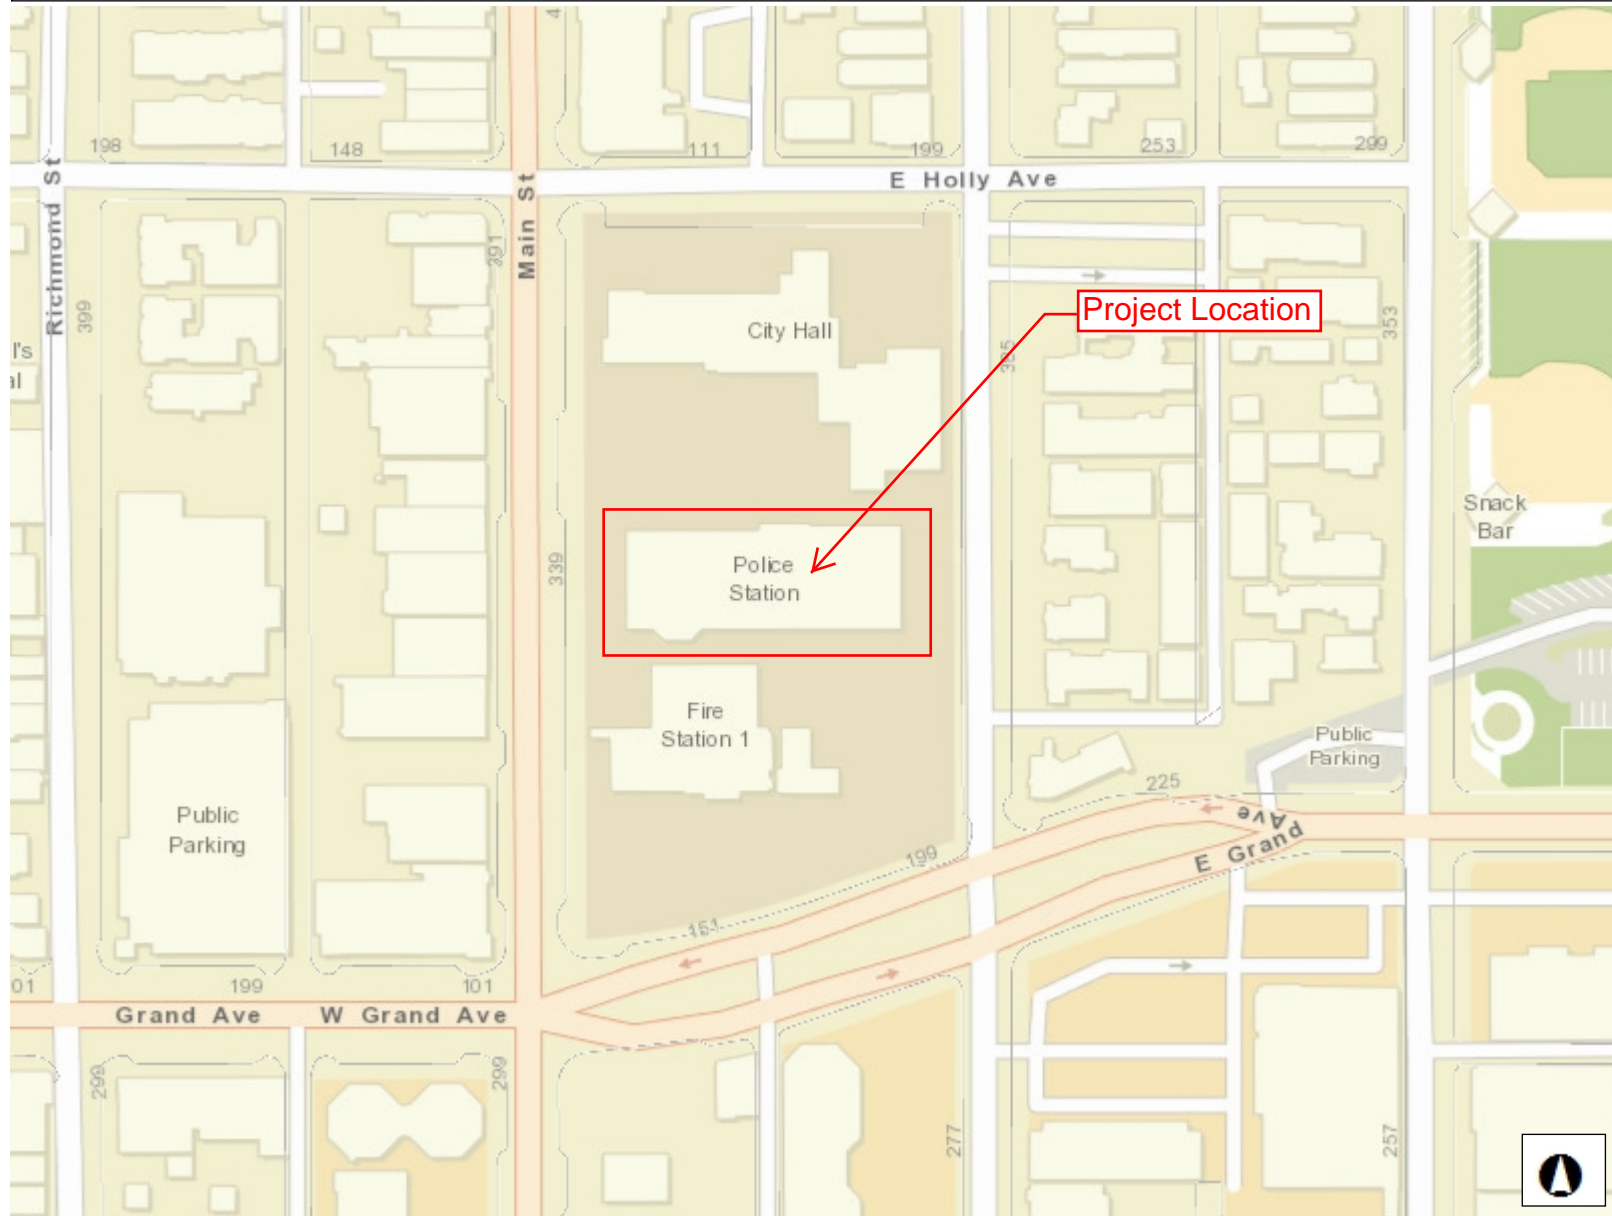 4
198
148
111
199
253
299
E Holly Ave
Richmond St
Main St
391
399
385
353
Project Location
City Hall
l's
al
Snack
Bar
339
Police
Station
Fire
Station 1
Public
Parking
225
Public
Parking
E Grand
Ave
199
151
01
199
101
Grand Ave
W Grand Ave
299
299
277
257